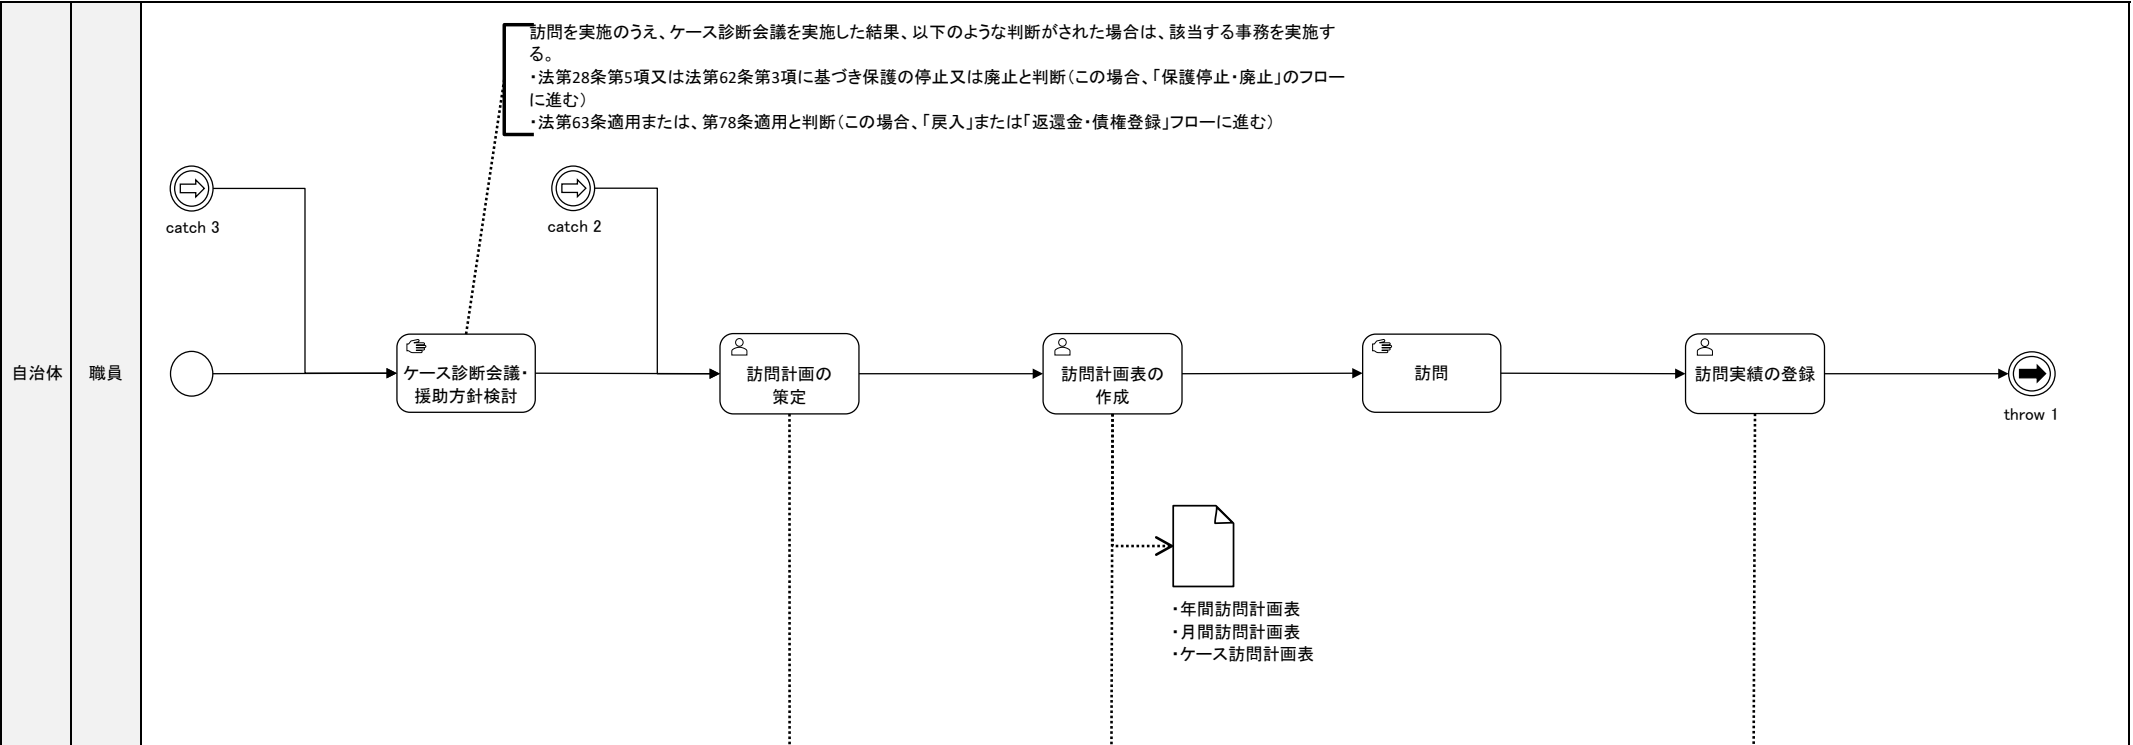 訪問を実施のうえ、ケース診断会議を実施した結果、以下のような判断がされた場合は、該当する事務を実施す
る。
・法第28条第5項又は法第62条第3項に基づき保護の停止又は廃止と判断（この場合、「保護停止・廃止」のフロー
に進む）
・法第63条適用または、第78条適用と判断（この場合、「戻入」または「返還金・債権登録」フローに進む）
catch 3
catch 2
自治体
職員
ケース診断会議・
援助方針検討
訪問計画の
策定
訪問計画表の
作成
訪問
訪問実績の登録
throw 1
・年間訪問計画表
・月間訪問計画表
・ケース訪問計画表